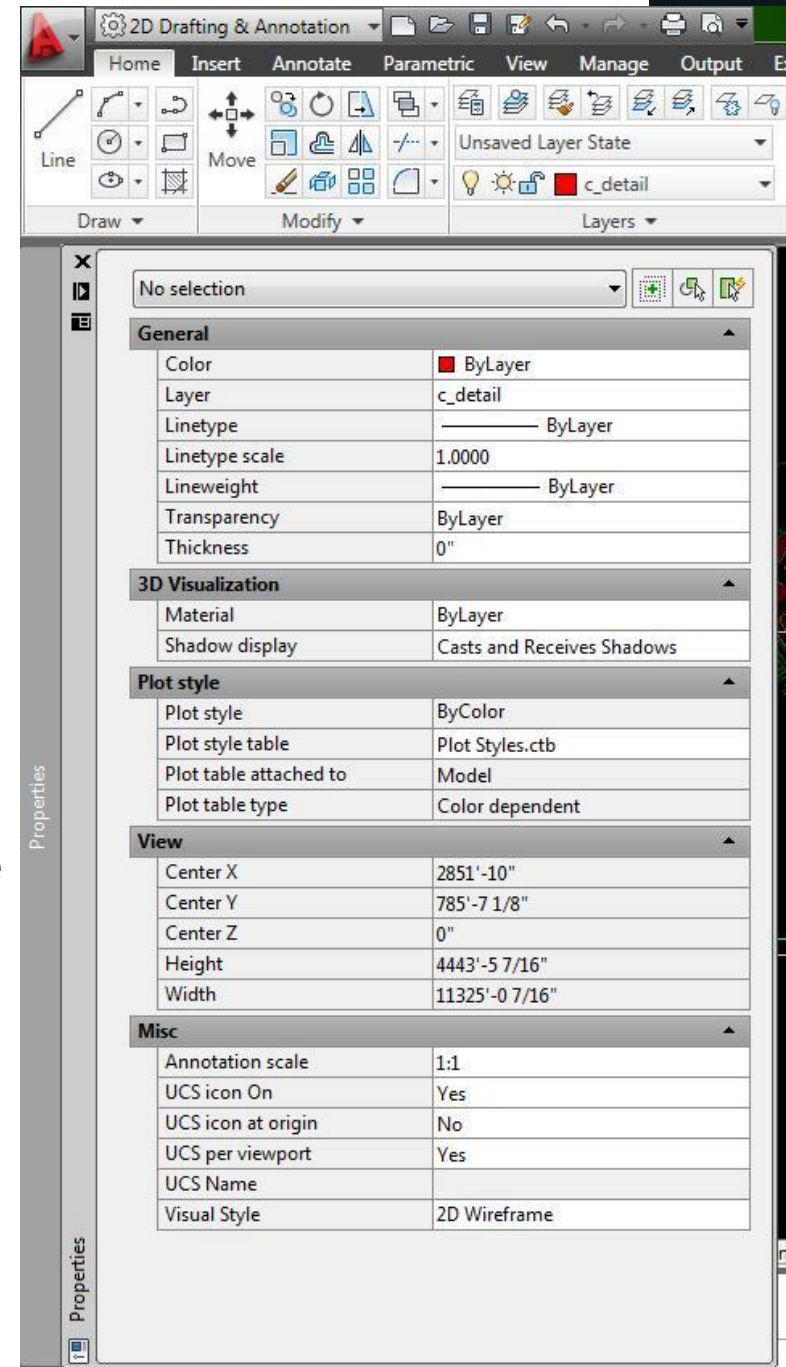 2D Drafting & Annotation
Home Insert Annotate Parametric View Manage Output
Line
Move
Unsaved Layer State
c_detail
Draw Modify Layers
No selection
General
Color ByLayer
Layer c_detail
Linetype ByLayer
Linetype scale 1.0000
Lineweight ByLayer
Transparency ByLayer
Thickness 0"
3D Visualization
Material ByLayer
Shadow display Casts and Receives Shadows
Plot style
Plot style ByColor
Plot style table Plot Styles.ctb
Plot table attached to Model
Plot table type Color dependent
View
Center X 2851'-10"
Center Y 785'-7 1/8"
Center Z 0"
Height 4443'-5 7/16"
Width 11325'-0 7/16"
Misc
Annotation scale 1:1
UCS icon On Yes
UCS icon at origin No
UCS per viewport Yes
UCS Name
Visual Style 2D Wireframe
Properties
Properties